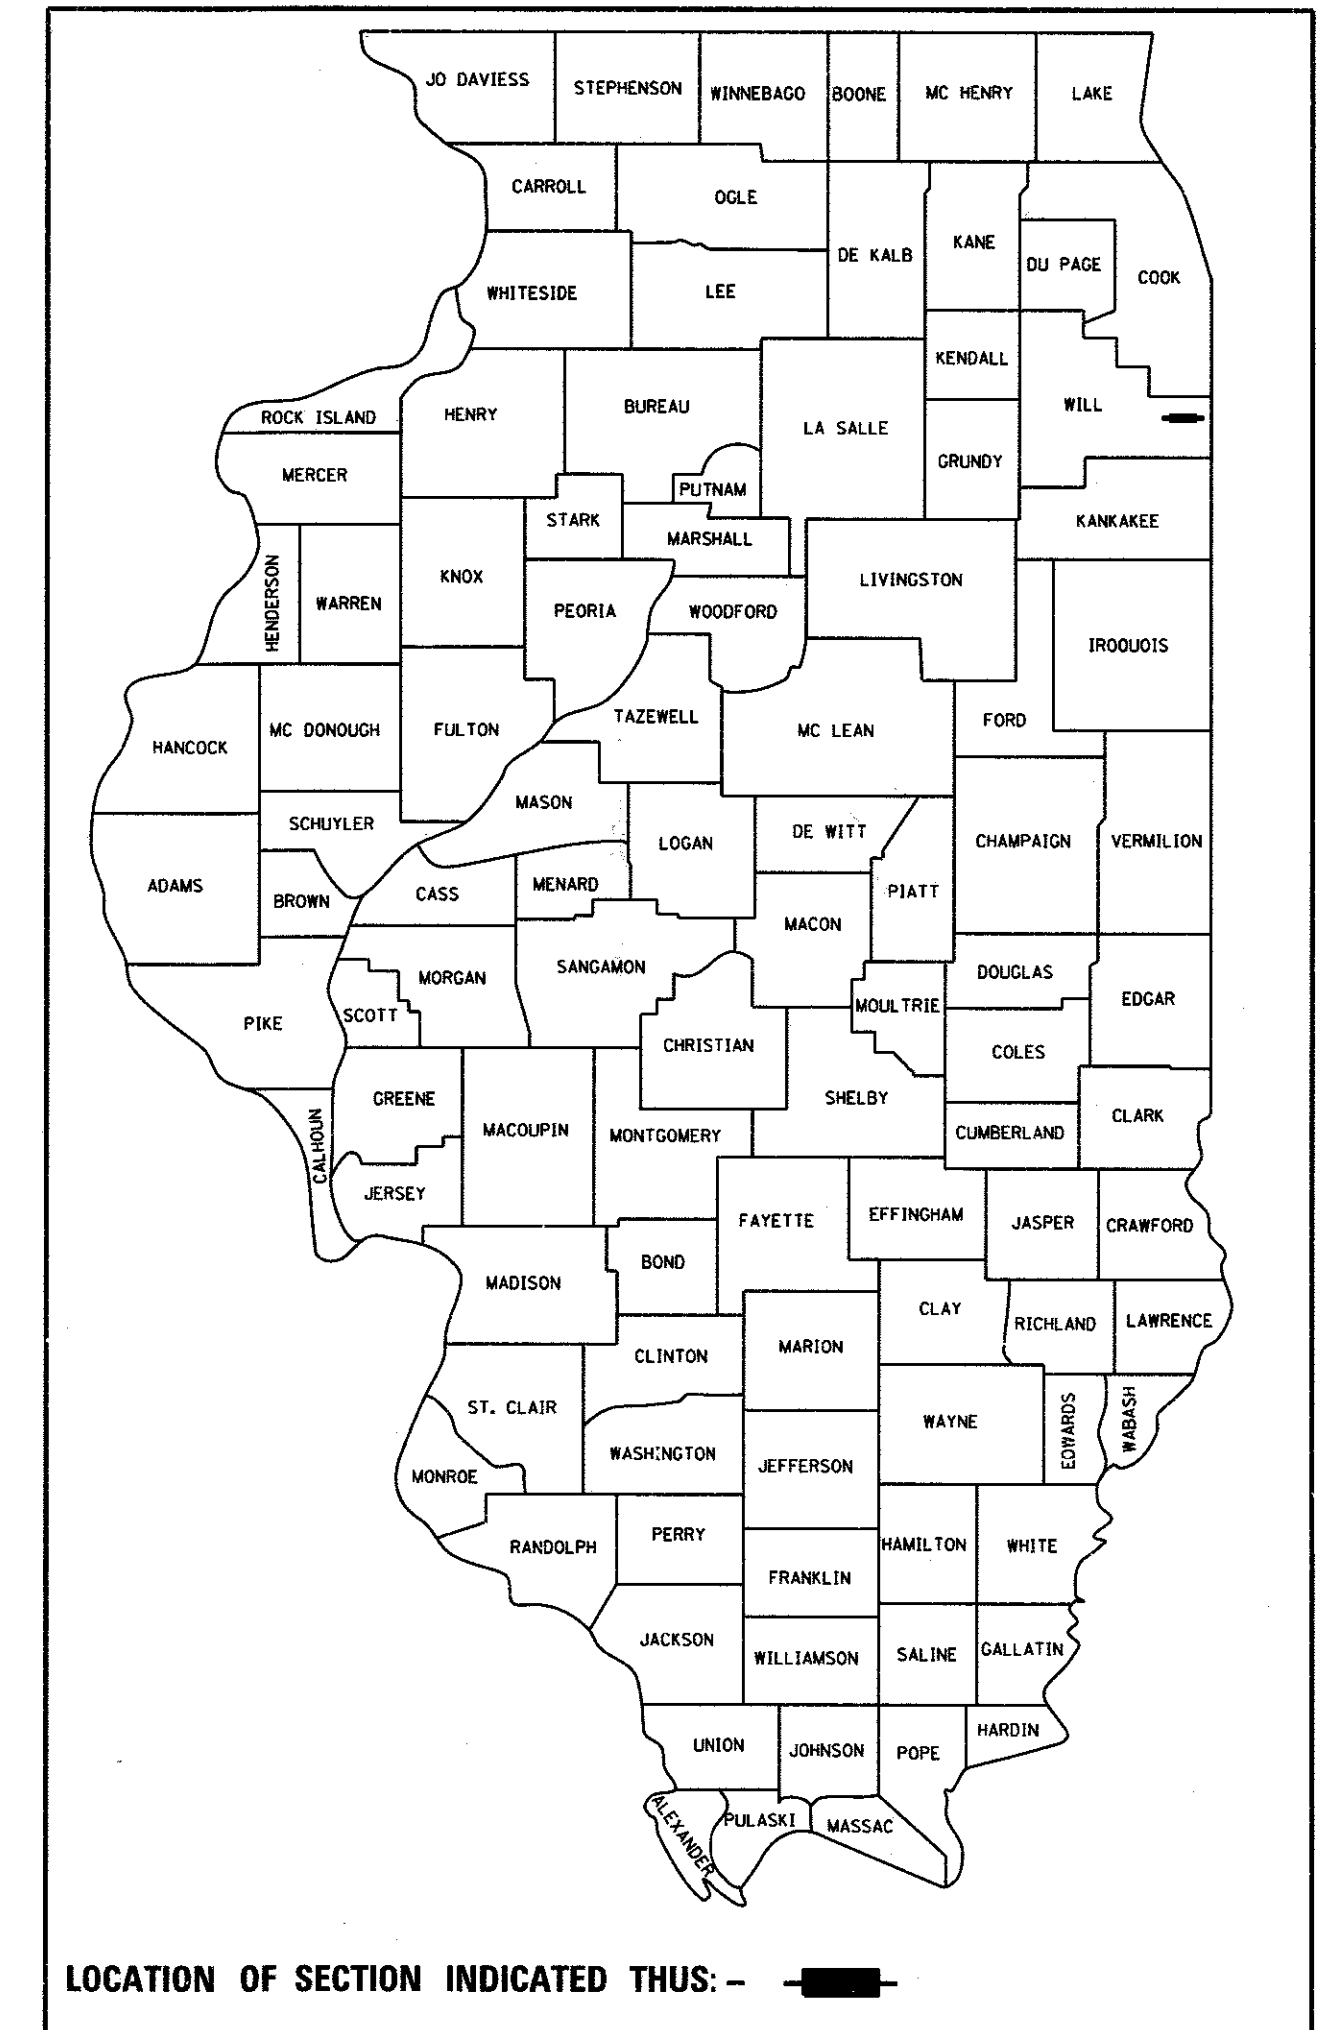 JO DAVIESS
STEPHENSON
WINNEBAGO
BOONE
MC HENRY
LAKE
CARROLL
OGLE
DE KALB
KANE
DU PAGE
COOK
WHITESIDE
LEE
KENDALL
ROCK ISLAND
HENRY
BUREAU
LA SALLE
WILL
MERCER
PUTNAM
GRUNDY
STARK
MARSHALL
KANKAKEE
HENDERSON
WARREN
KNOX
PEORIA
WOODFORD
LIVINGSTON
IROOUOIS
HANCOCK
MC DONOUGH
FULTON
TAZEWELL
MC LEAN
FORD
SCHUYLER
MASON
LOGAN
DE WITT
CHAMPAIGN
VERMILION
ADAMS
BROWN
CASS
MENARD
MACON
PIATT
PIKE
SCOTT
MORGAN
SANGAMON
CHRISTIAN
MOULTRIE
DOUGLAS
EDGAR
COLES
CALHOUN
GREENE
MACOUPIN
MONTGOMERY
SHELBY
CUMBERLAND
CLARK
JERSEY
FAYETTE
EFFINGHAM
JASPER
CRAWFORD
MADISON
BOND
CLAY
RICHLAND
LAWRENCE
CLINTON
MARION
ST. CLAIR
WAYNE
EDWARDS
WABASH
MONROE
WASHINGTON
JEFFERSON
RANDOLPH
PERRY
FRANKLIN
HAMILTON
WHITE
JACKSON
WILLIAMSON
SALINE
GALLATIN
UNION
JOHNSON
POPE
HARDIN
ALEXANDER
PULASKI
MASSAC
LOCATION OF SECTION INDICATED THUS: -